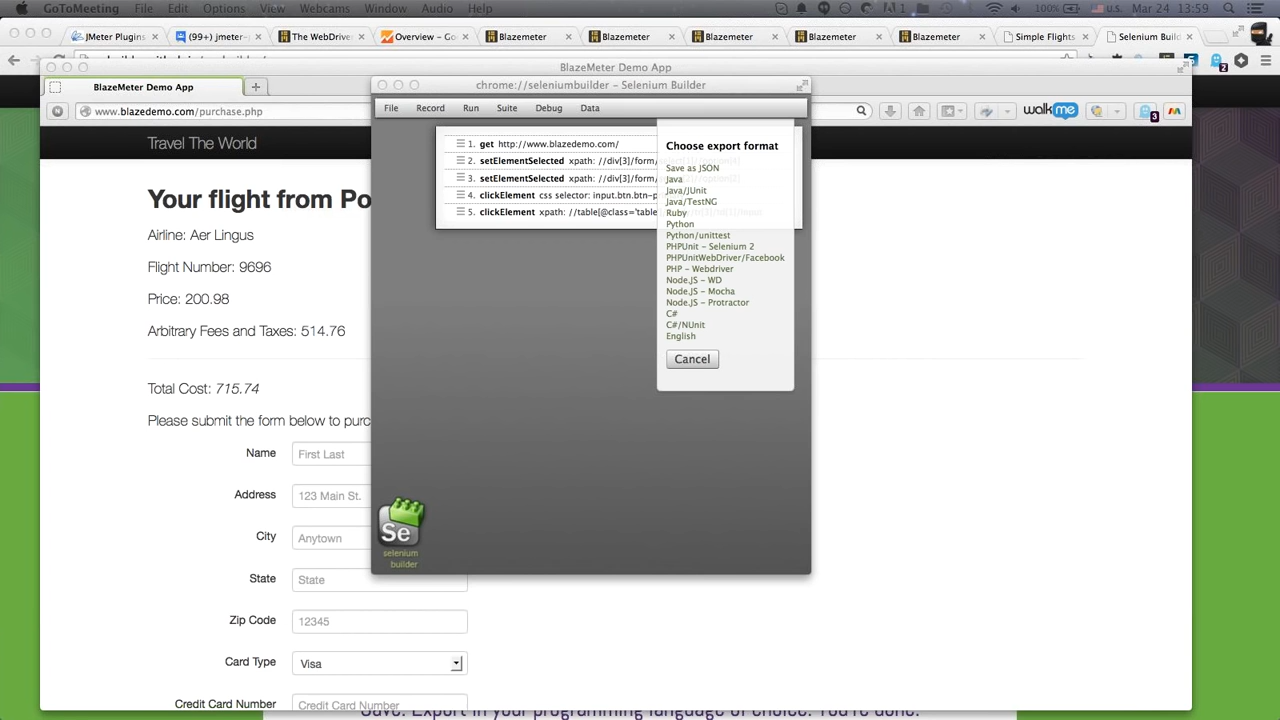 GoToMeeting File Edit Options View Webcams Window Audio Help 1 100% U.S. Mar 24 13:59
JMeter Plugins (99+) jmeter- The WebDriver Overview – Go Blazemeter Blazemeter Blazemeter Blazemeter Blazemeter Simple Flights Selenium Buil
2
BlazeMeter Demo App
chrome://seleniumbuilder – Selenium Builder
BlazeMeter Demo App
File Record Run Suite Debug Data
www.blazedemo.com/purchase.php
walkme
3
Travel The World
1. get http://www.blazedemo.com/
2. setElementSelected xpath: //div[3]/form/
3. setElementSelected xpath: //div[3]/form/
4. clickElement css selector: input.btn.btn-p
5. clickElement xpath: //table[@class='table
Choose export format
Save as JSON
Java
Java/JUnit
Java/TestNG
Ruby
Python
Python/unittest
PHPUnit – Selenium 2
PHPUnitWebDriver/Facebook
PHP – Webdriver
Node.JS – WD
Node.JS – Mocha
Node.JS – Protractor
C#
C#/NUnit
English
Cancel
Your flight from Po
Airline: Aer Lingus
Flight Number: 9696
Price: 200.98
Arbitrary Fees and Taxes: 514.76
Total Cost: 715.74
Please submit the form below to purc
Name First Last
Address 123 Main St.
City Anytown
State State
Zip Code 12345
Card Type Visa
Credit Card Number Credit Card Number
Se
selenium
builder
Save. Export in your programming language of choice. You're done.